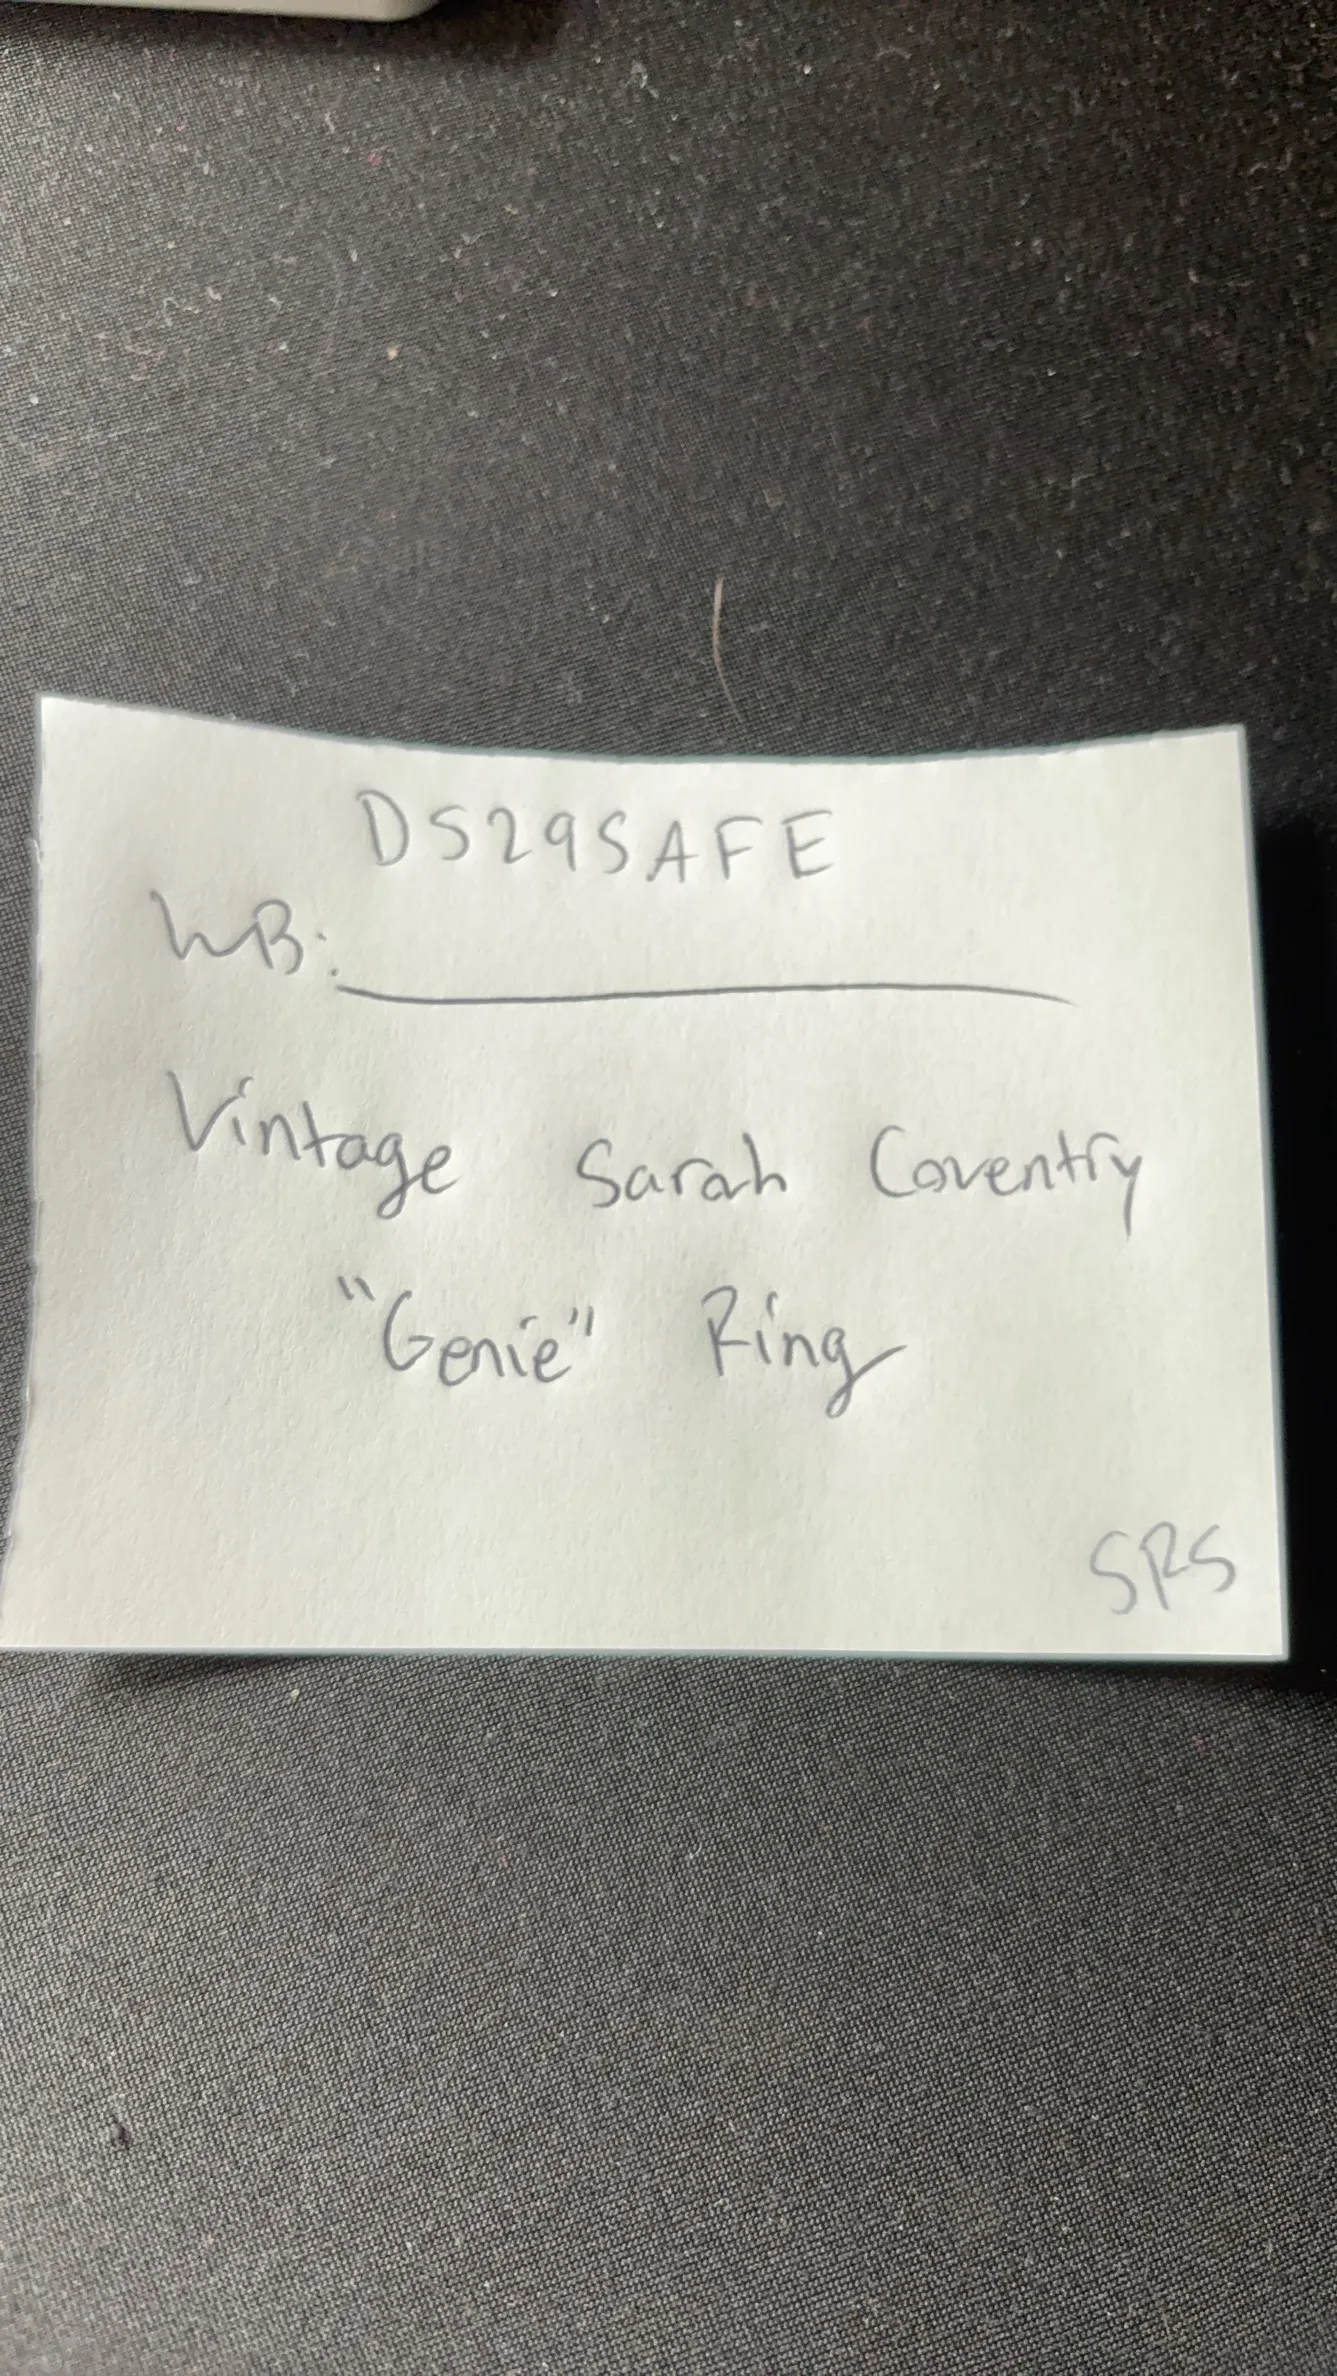 DS29SAFE
WB:
Vintage Sarah Coventry
"Genie" Ring
SRS